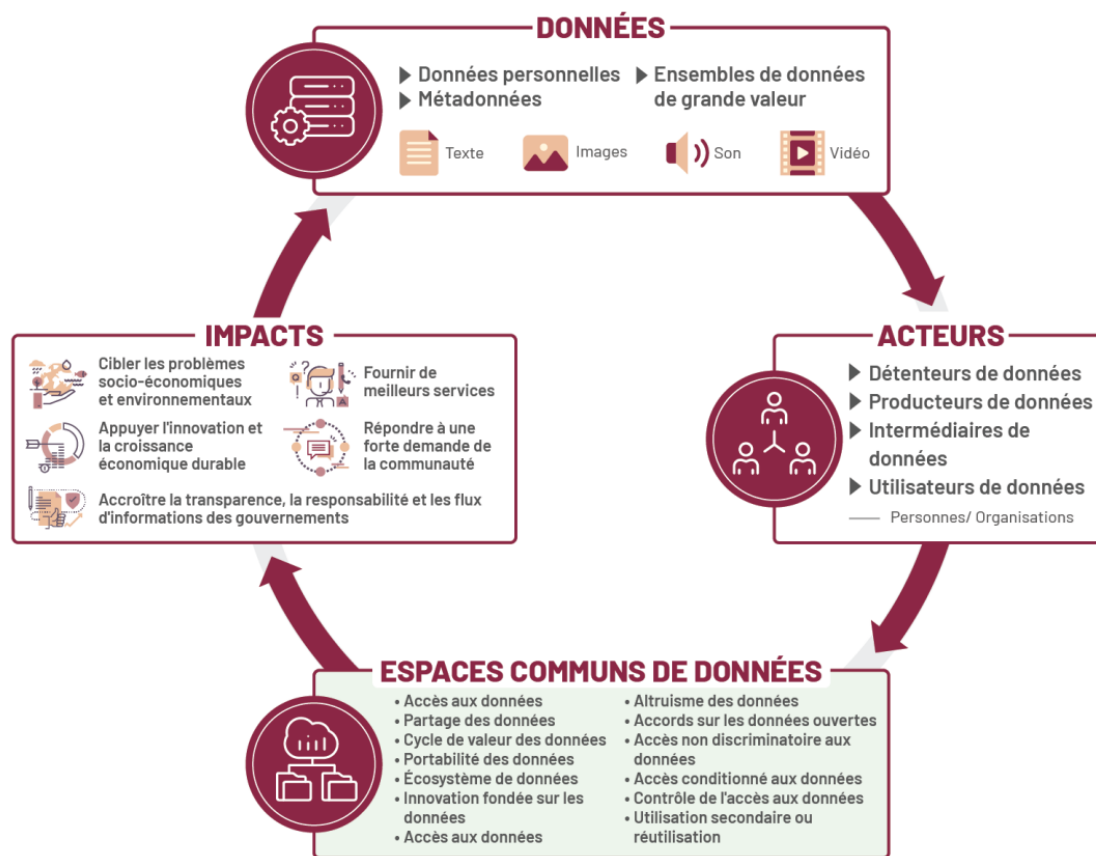 DONNÉES
Données personnelles
Métadonnées
Ensembles de données
de grande valeur
Texte
Images
Son
Vidéo
ACTEURS
Détenteurs de données
Producteurs de données
Intermédiaires de
données
Utilisateurs de données
Personnes/ Organisations
ESPACES COMMUNS DE DONNÉES
• Accès aux données
• Partage des données
• Cycle de valeur des données
• Portabilité des données
• Écosystème de données
• Innovation fondée sur les
données
• Accès aux données
• Altruisme des données
• Accords sur les données ouvertes
• Accès non discriminatoire aux
données
• Accès conditionné aux données
• Contrôle de l'accès aux données
• Utilisation secondaire ou
réutilisation
IMPACTS
Cibler les problèmes
socio-économiques
et environnementaux
Fournir de
meilleurs services
Appuyer l'innovation et
la croissance
économique durable
Répondre à une
forte demande de
la communauté
Accroître la transparence, la responsabilité et les flux
d'informations des gouvernements